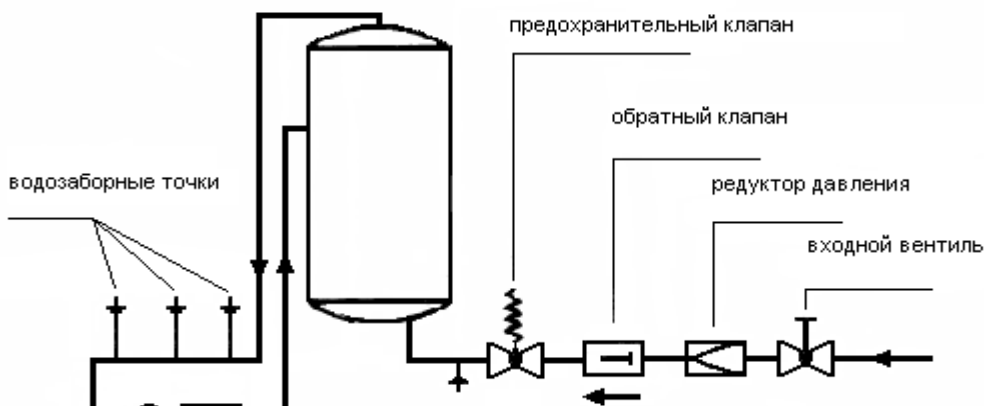 предохранительный клапан
обратный клапан
водозаборные точки
редуктор давления
входной вентиль